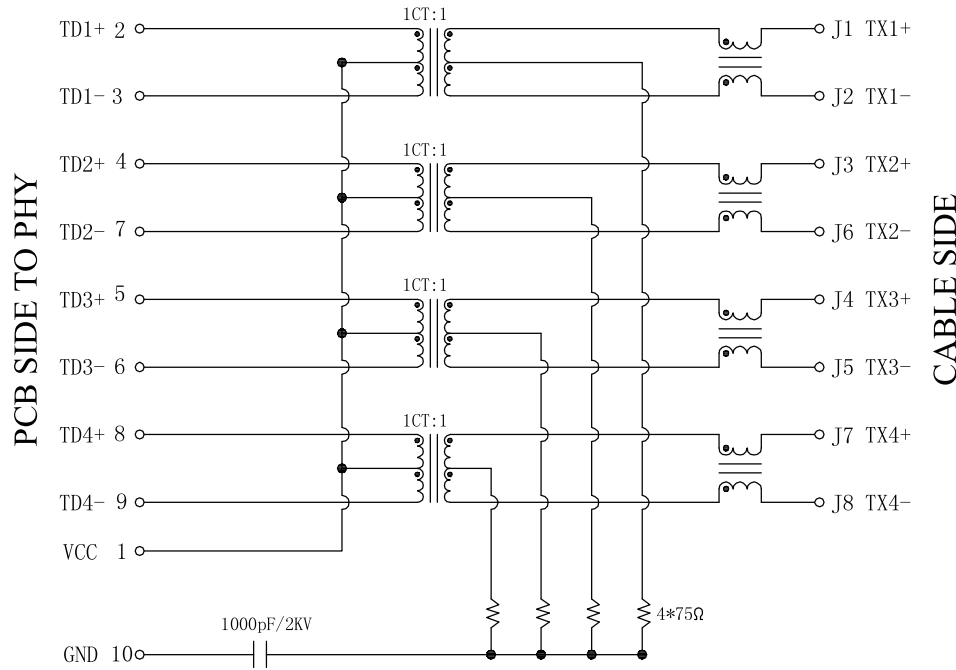 1CT:1
TD1+ 2
J1 TX1+
TD1- 3
J2 TX1-
1CT:1
TD2+ 4
J3 TX2+
TD2- 7
J6 TX2-
1CT:1
TD3+ 5
J4 TX3+
TD3- 6
J5 TX3-
1CT:1
TD4+ 8
J7 TX4+
TD4- 9
J8 TX4-
VCC 1
4*75Ω
1000pF/2KV
GND 10
PCB SIDE TO PHY
CABLE SIDE